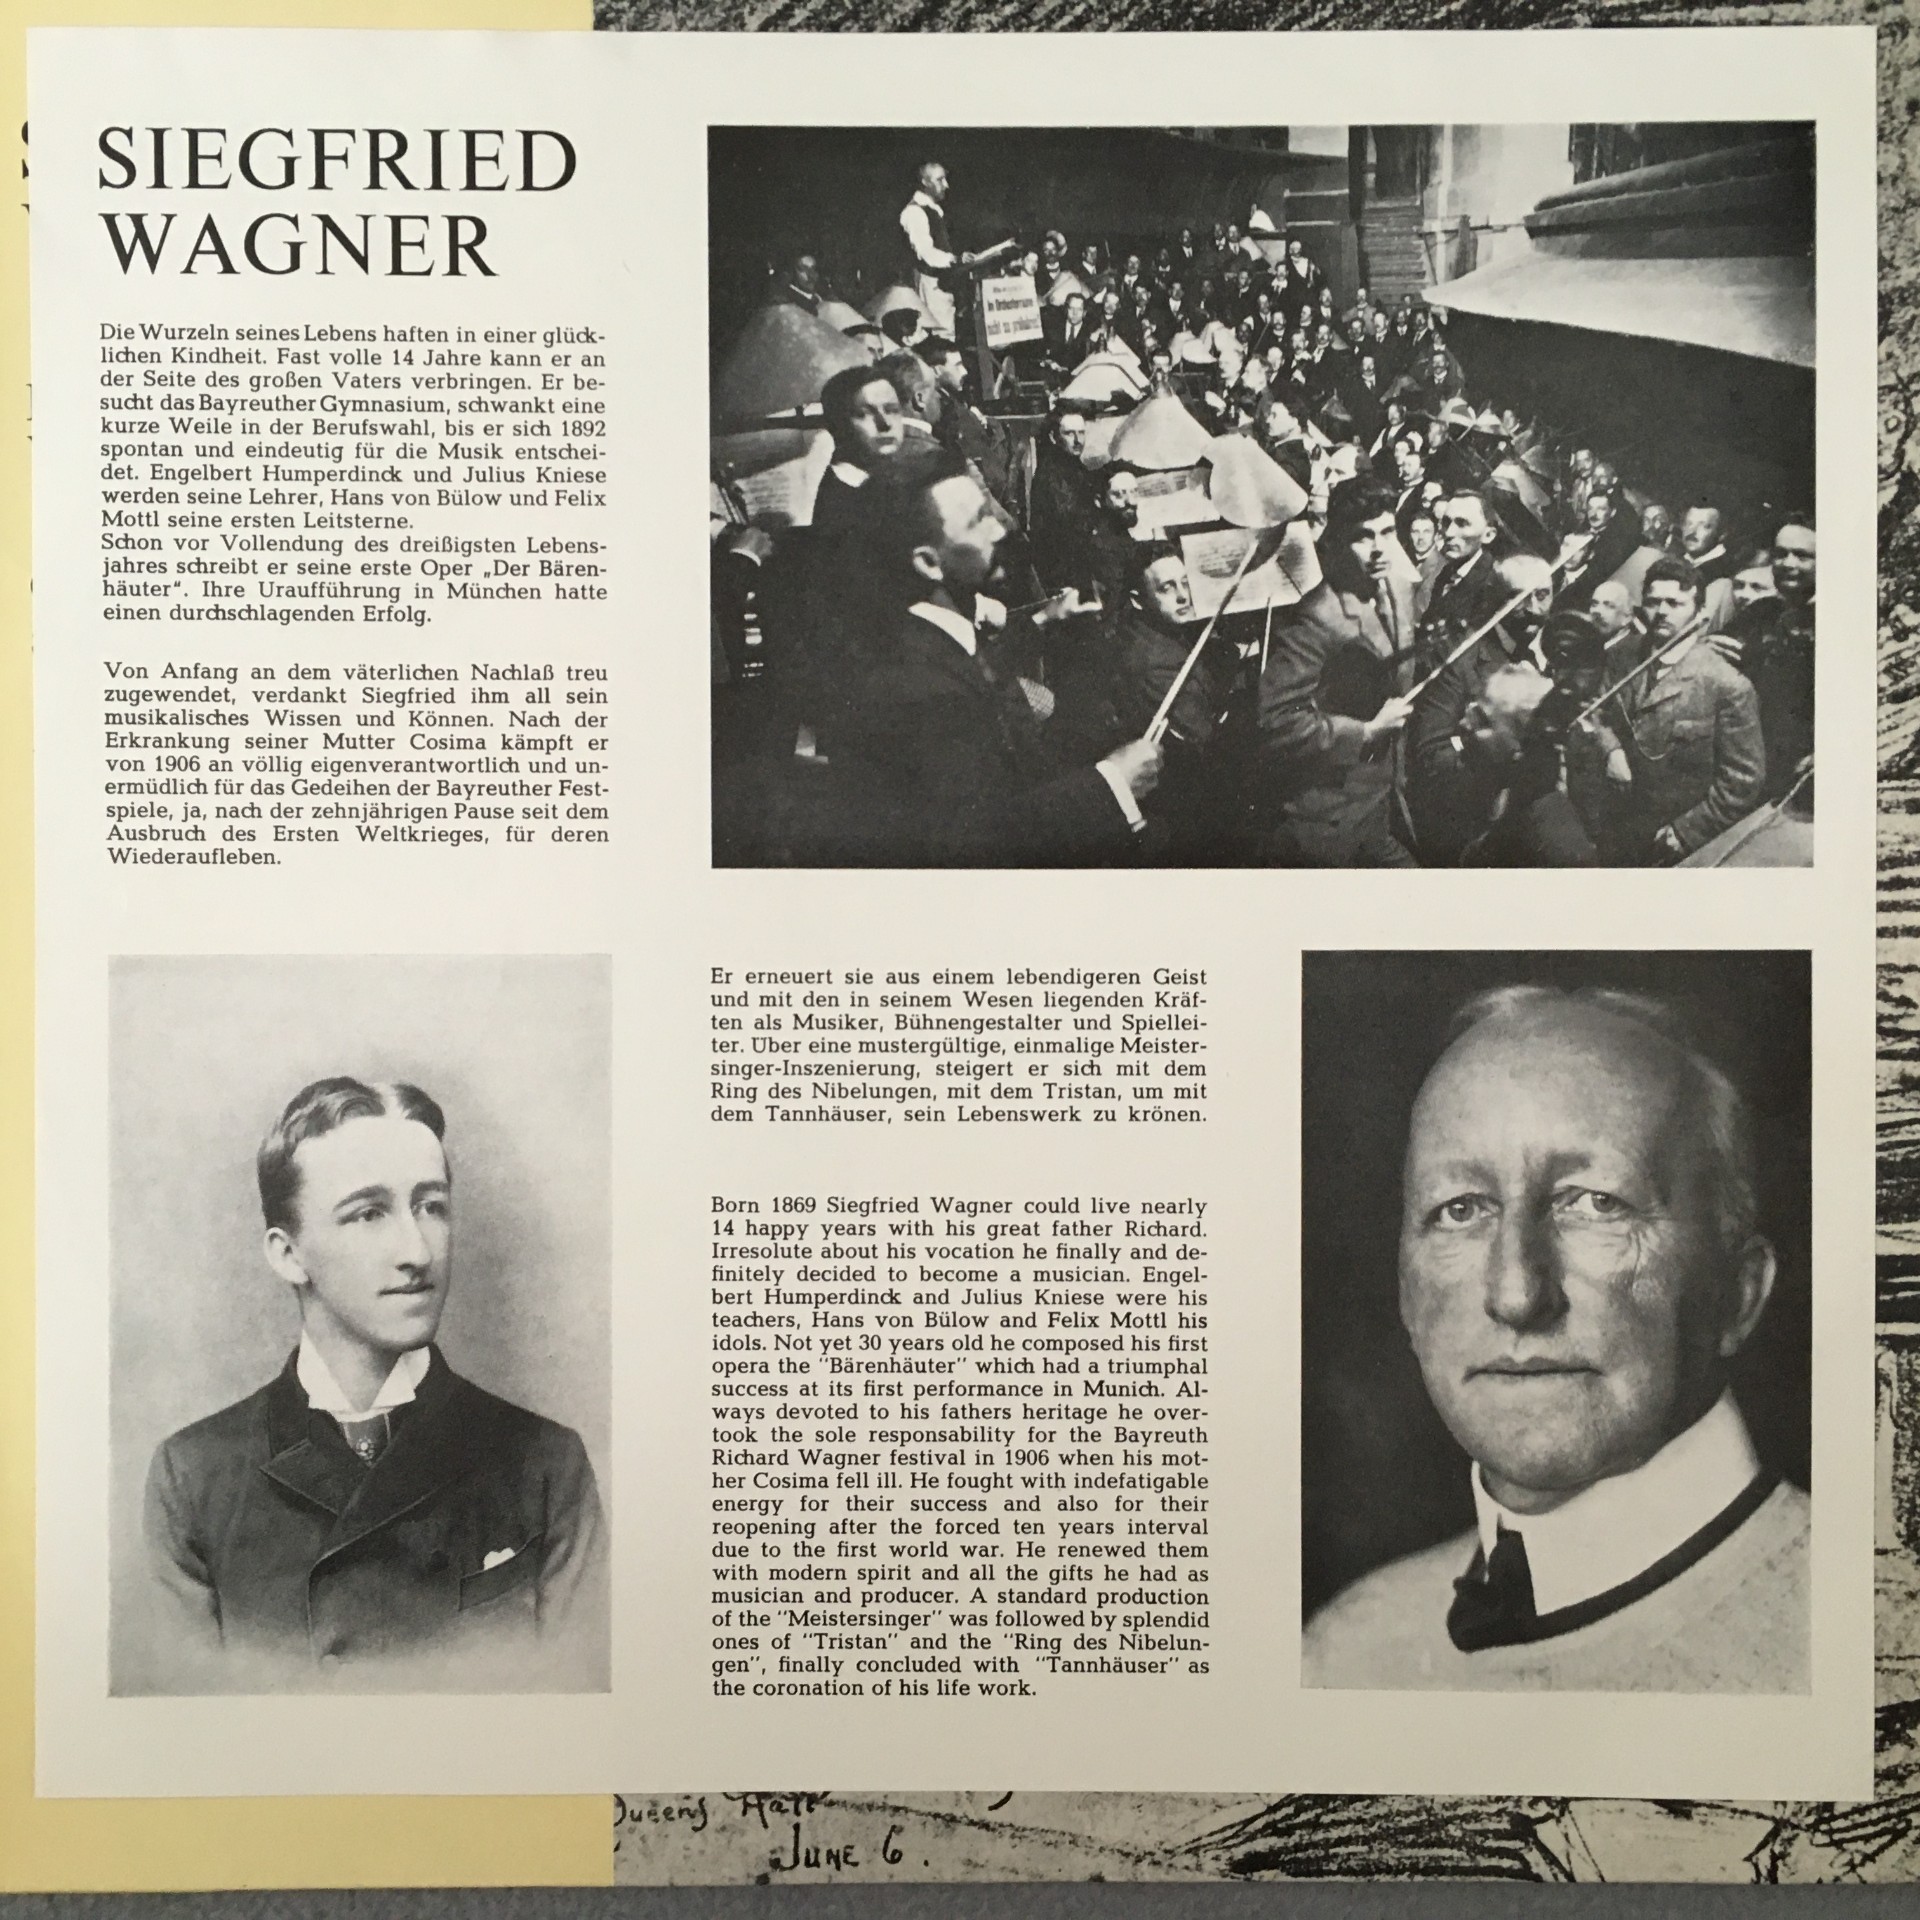 SIEGFRIED
WAGNER
Die Wurzeln seines Lebens haften in einer glück-
lichen Kindheit. Fast volle 14 Jahre kann er an
der Seite des großen Vaters verbringen. Er be-
sucht das Bayreuther Gymnasium, schwankt eine
kurze Weile in der Berufswahl, bis er sich 1892
spontan und eindeutig für die Musik entschei-
det. Engelbert Humperdinck und Julius Kniese
werden seine Lehrer, Hans von Bülow und Felix
Mottl seine ersten Leitsterne.
Schon vor Vollendung des dreißigsten Lebens-
jahres schreibt er seine erste Oper „Der Bären-
häuter“. Ihre Uraufführung in München hatte
einen durchschlagenden Erfolg.
Von Anfang an dem väterlichen Nachlaß treu
zugewendet, verdankt Siegfried ihm all sein
musikalisches Wissen und Können. Nach der
Erkrankung seiner Mutter Cosima kämpft er
von 1906 an völlig eigenverantwortlich und un-
ermüdlich für das Gedeihen der Bayreuther Fest-
spiele, ja, nach der zehnjährigen Pause seit dem
Ausbruch des Ersten Weltkrieges, für deren
Wiederaufleben.
im Orchesterraume
nicht zu
Er erneuert sie aus einem lebendigeren Geist
und mit den in seinem Wesen liegenden Kräf-
ten als Musiker, Bühnengestalter und Spiellei-
ter. Über eine mustergültige, einmalige Meister-
singer-Inszenierung, steigert er sich mit dem
Ring des Nibelungen, mit dem Tristan, um mit
dem Tannhäuser, sein Lebenswerk zu krönen.
Born 1869 Siegfried Wagner could live nearly
14 happy years with his great father Richard.
Irresolute about his vocation he finally and de-
finitely decided to become a musician. Engel-
bert Humperdinck and Julius Kniese were his
teachers, Hans von Bülow and Felix Mottl his
idols. Not yet 30 years old he composed his first
opera the "Bärenhäuter" which had a triumphal
success at its first performance in Munich. Al-
ways devoted to his fathers heritage he over-
took the sole responsability for the Bayreuth
Richard Wagner festival in 1906 when his mot-
her Cosima fell ill. He fought with indefatigable
energy for their success and also for their
reopening after the forced ten years interval
due to the first world war. He renewed them
with modern spirit and all the gifts he had as
musician and producer. A standard production
of the "Meistersinger" was followed by splendid
ones of "Tristan" and the "Ring des Nibelun-
gen", finally concluded with "Tannhäuser" as
the coronation of his life work.
Queens Hall
JUNE 6.